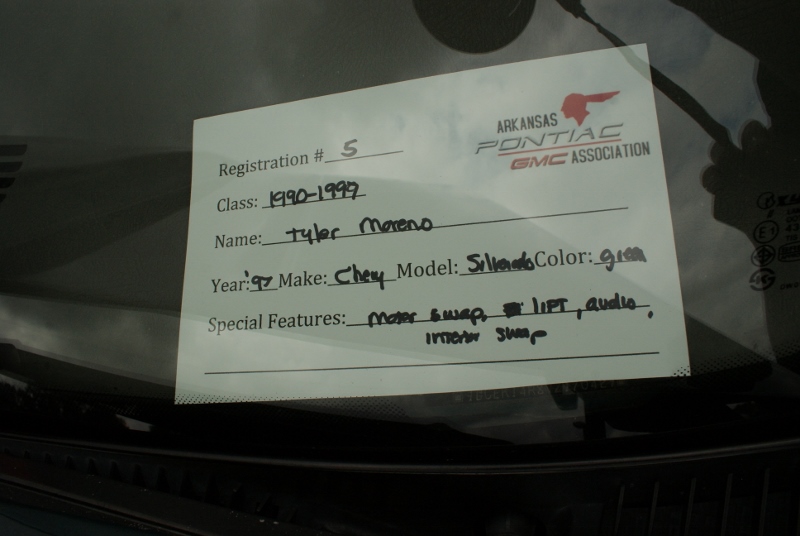 ARKANSAS
PONTIAC
GMC ASSOCIATION
Registration # 5
Class: 1990-1999
Name: Tyler Moreno
Year: '97 Make: Chevy Model: Silverado Color: green
Special Features: Motor swap, LIFT, audio,
interior swap